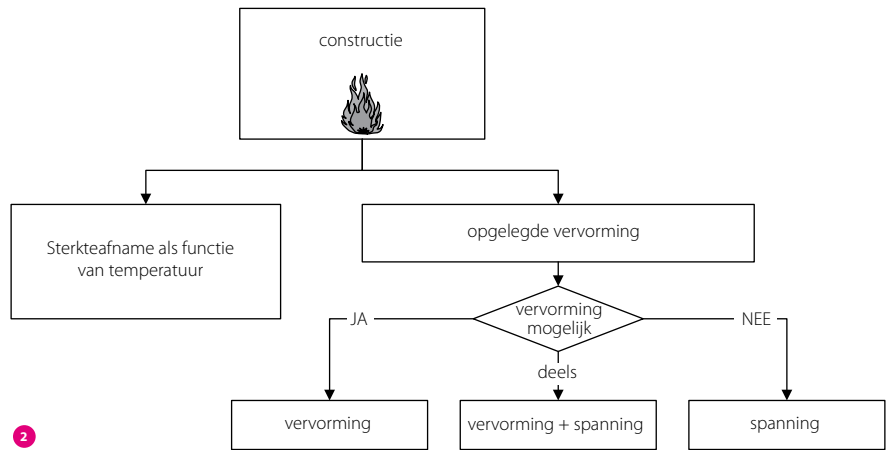 constructie
Sterkteafname als functie
van temperatuur
opgelegde vervorming
vervorming
mogelijk
JA
NEE
deels
vervorming
vervorming + spanning
spanning
2